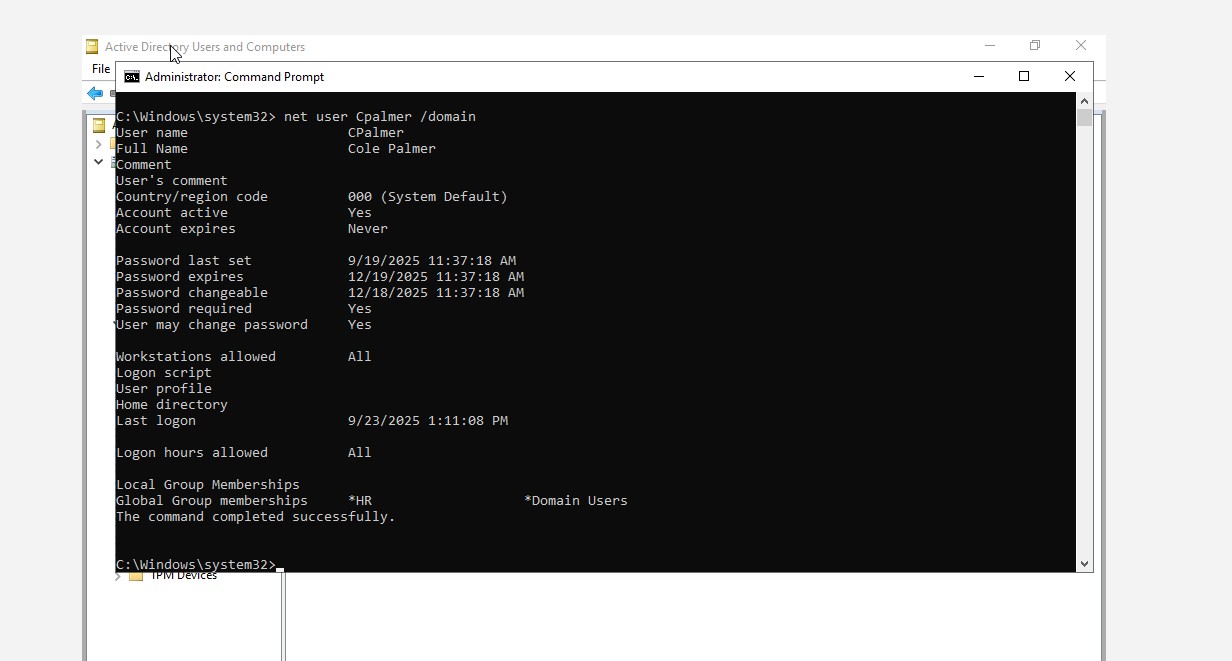 Active Directory Users and Computers
File
Administrator: Command Prompt
C:\Windows\system32> net user Cpalmer /domain
User name CPalmer
Full Name Cole Palmer
Comment
User's comment
Country/region code 000 (System Default)
Account active Yes
Account expires Never
Password last set 9/19/2025 11:37:18 AM
Password expires 12/19/2025 11:37:18 AM
Password changeable 12/18/2025 11:37:18 AM
Password required Yes
User may change password Yes
Workstations allowed All
Logon script
User profile
Home directory
Last logon 9/23/2025 1:11:08 PM
Logon hours allowed All
Local Group Memberships
Global Group memberships *HR *Domain Users
The command completed successfully.
C:\Windows\system32>
TPM Devices